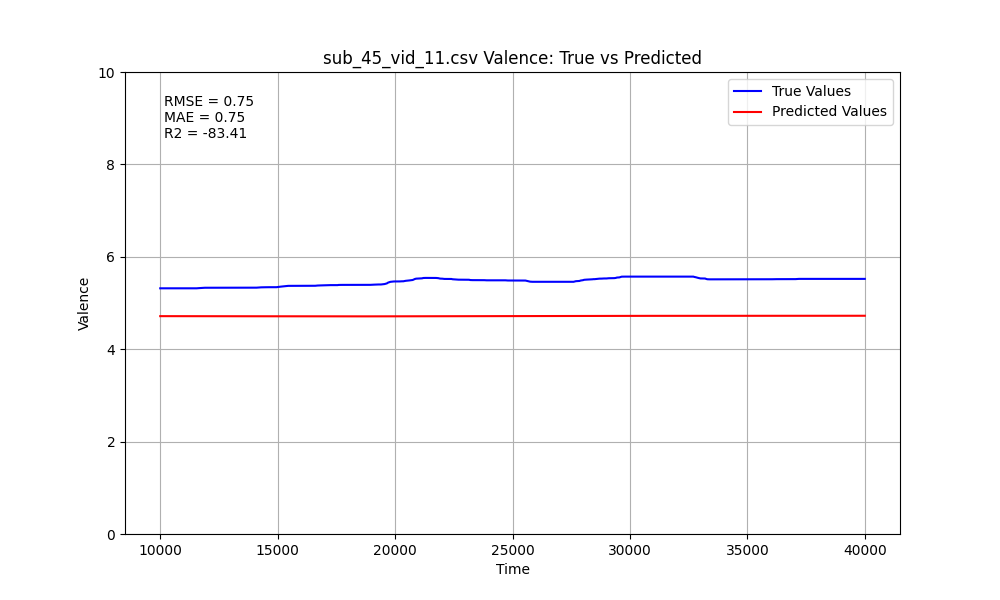 sub_45_vid_11.csv Valence: True vs Predicted
RMSE = 0.75
MAE = 0.75
R2 = -83.41
True Values
Predicted Values
10
8
6
4
2
0
Valence
10000 15000 20000 25000 30000 35000 40000
Time